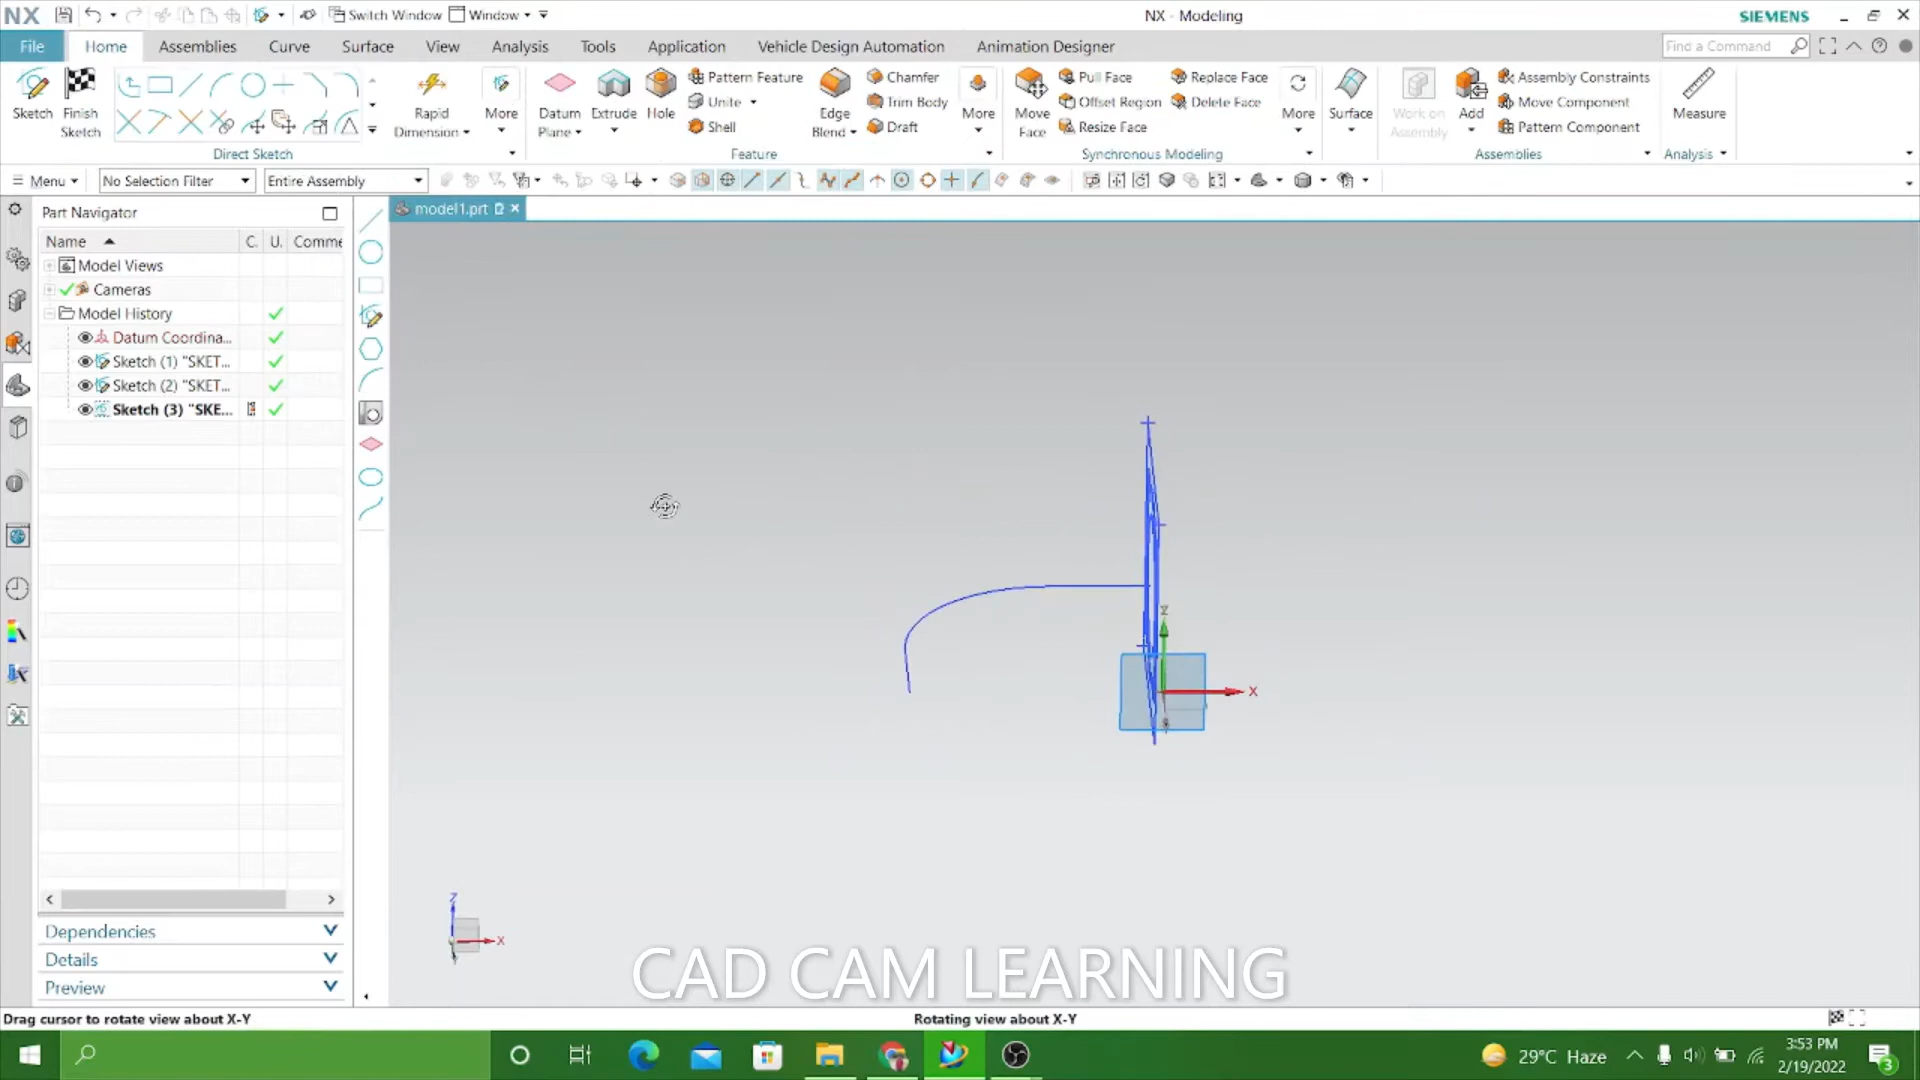 NX Switch Window Window NX - Modeling SIEMENS
File Home Assemblies Curve Surface View Analysis Tools Application Vehicle Design Automation Animation Designer Find a Command
Sketch Finish Sketch Rapid Dimension More Datum Plane Extrude Hole Pattern Feature Unite Shell Edge Blend Chamfer Trim Body Draft More Move Face Pull Face Offset Region Resize Face Replace Face Delete Face More Surface Work on Assembly Add Assembly Constraints Move Component Pattern Component Measure
Direct Sketch Feature Synchronous Modeling Assemblies Analysis
Menu No Selection Filter Entire Assembly
Part Navigator model1.prt
Name C. U. Comme
Model Views
Cameras
Model History
Datum Coordina...
Sketch (1) "SKET...
Sketch (2) "SKET...
Sketch (3) "SKE...
Z
X
Z
X
Dependencies
Details
Preview
CAD CAM LEARNING
Drag cursor to rotate view about X-Y Rotating view about X-Y
29°C Haze 3:53 PM
2/19/2022
3